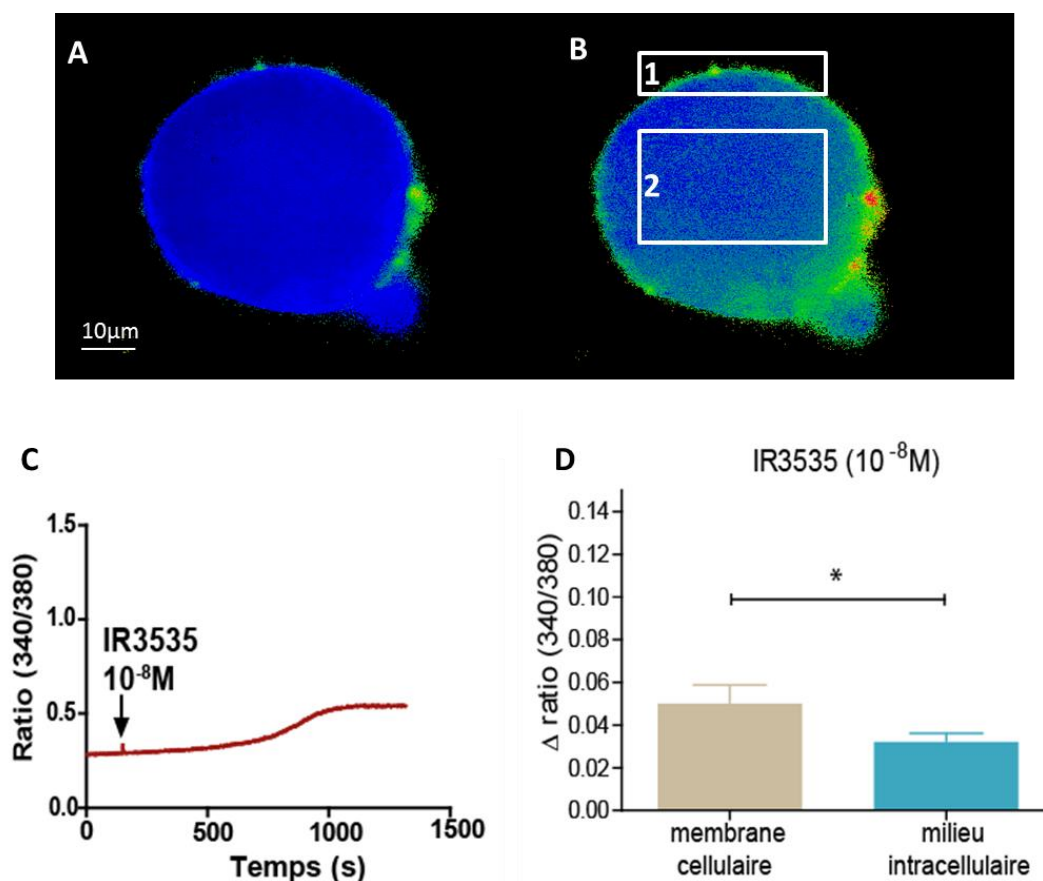 A
B
1
2
10µm
C
1.5
1.0
0.5
0.0
Ratio (340/380)
IR3535
10⁻⁸M
0
500
1000
1500
Temps (s)
D
IR3535 (10 ⁻⁸M)
0.14
0.12
0.10
0.08
0.06
0.04
0.02
0.00
Δ ratio (340/380)
*
membrane
cellulaire
milieu
intracellulaire